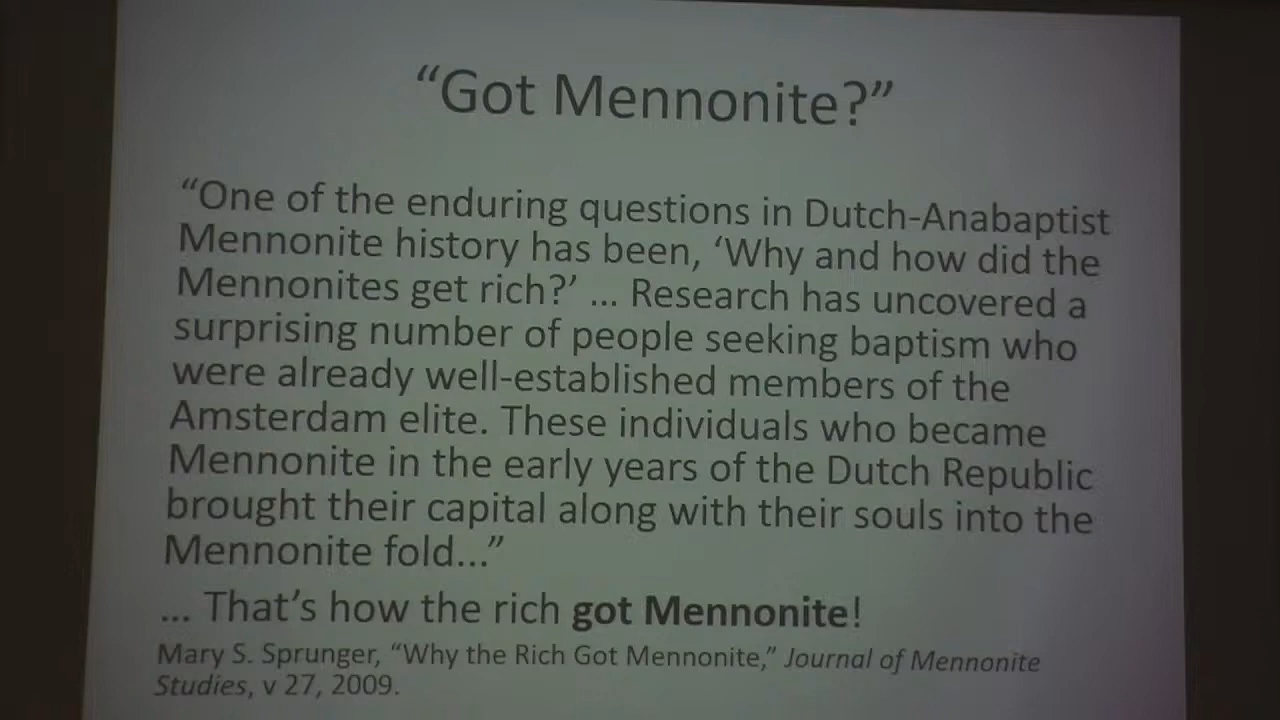 “Got Mennonite?”
“One of the enduring questions in Dutch-Anabaptist
Mennonite history has been, ‘Why and how did the
Mennonites get rich?’ ... Research has uncovered a
surprising number of people seeking baptism who
were already well-established members of the
Amsterdam elite. These individuals who became
Mennonite in the early years of the Dutch Republic
brought their capital along with their souls into the
Mennonite fold...”
... That’s how the rich got Mennonite!
Mary S. Sprunger, “Why the Rich Got Mennonite,” Journal of Mennonite
Studies, v 27, 2009.